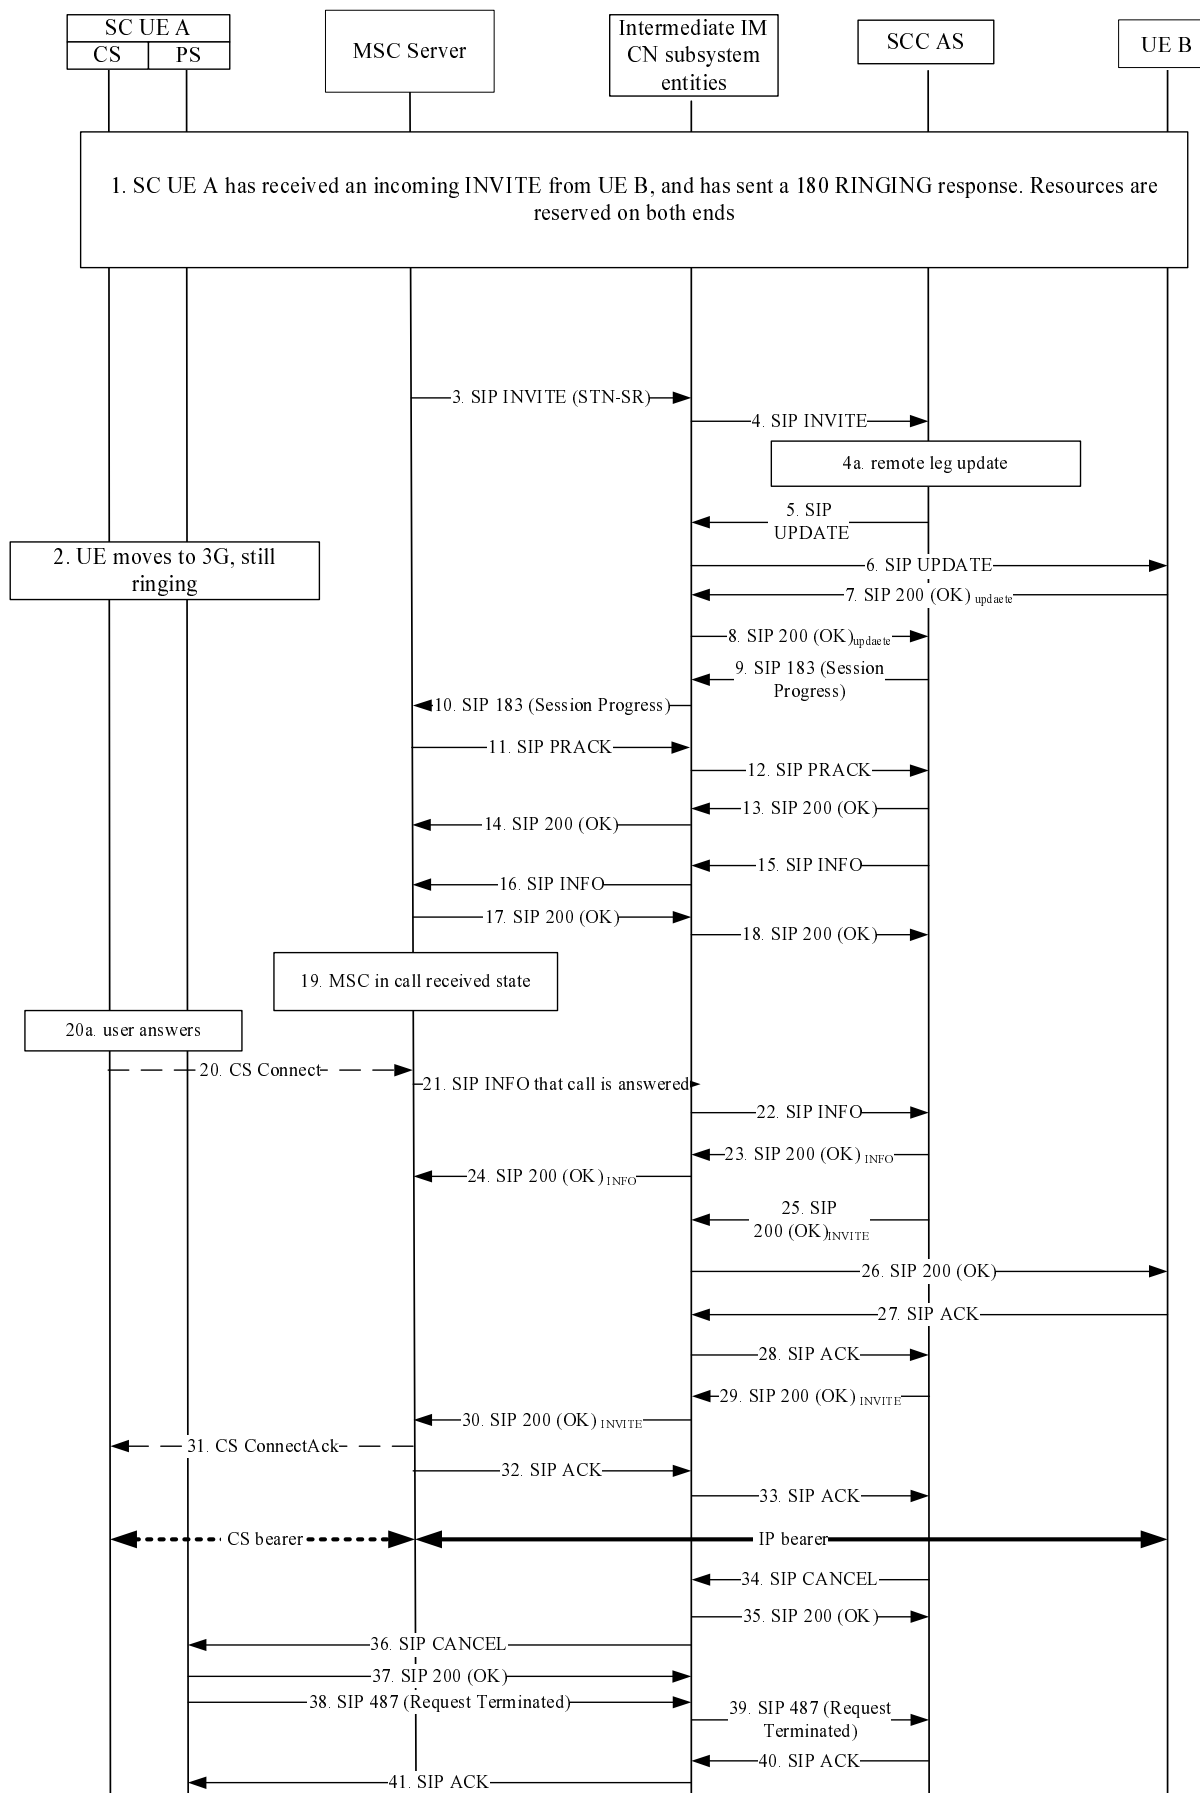 SC UE A
CS
PS
MSC Server
Intermediate IM
CN subsystem
entities
SCC AS
UE B
1. SC UE A has received an incoming INVITE from UE B, and has sent a 180 RINGING response. Resources are
reserved on both ends
3. SIP INVITE (STN-SR)
4. SIP INVITE
4a. remote leg update
5. SIP
UPDATE
2. UE moves to 3G, still
ringing
6. SIP UPDATE
7. SIP 200 (OK) updaete
8. SIP 200 (OK)updaete
9. SIP 183 (Session
Progress)
10. SIP 183 (Session Progress)
11. SIP PRACK
12. SIP PRACK
13. SIP 200 (OK)
14. SIP 200 (OK)
15. SIP INFO
16. SIP INFO
17. SIP 200 (OK)
18. SIP 200 (OK)
19. MSC in call received state
20a. user answers
20. CS Connect
21. SIP INFO that call is answered
22. SIP INFO
23. SIP 200 (OK) INFO
24. SIP 200 (OK) INFO
25. SIP
200 (OK)INVITE
26. SIP 200 (OK)
27. SIP ACK
28. SIP ACK
29. SIP 200 (OK) INVITE
30. SIP 200 (OK) INVITE
31. CS ConnectAck
32. SIP ACK
33. SIP ACK
CS bearer
IP bearer
34. SIP CANCEL
35. SIP 200 (OK)
36. SIP CANCEL
37. SIP 200 (OK)
38. SIP 487 (Request Terminated)
39. SIP 487 (Request
Terminated)
40. SIP ACK
41. SIP ACK